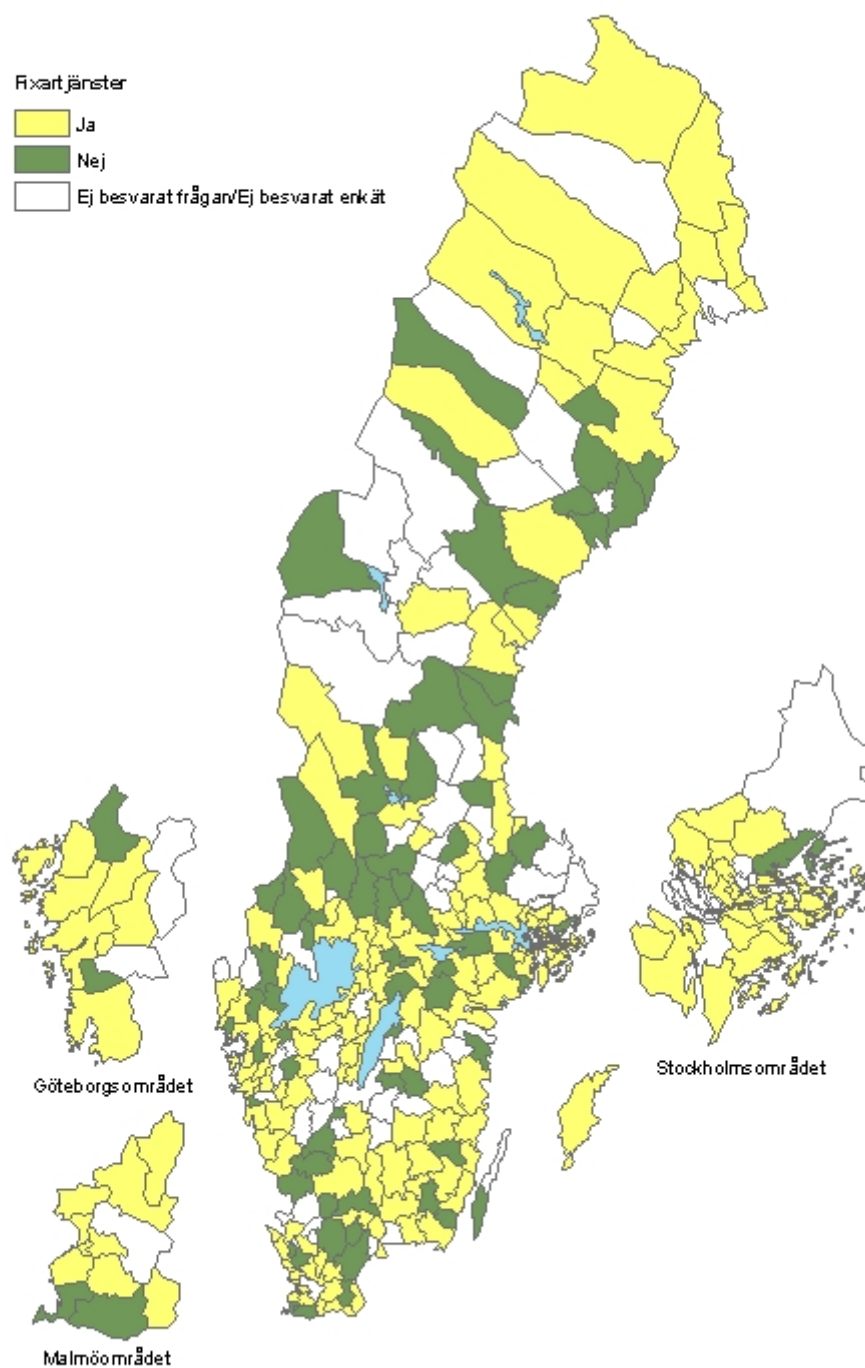 Fixartjänster
Ja
Nej
Ej besvarat frågan/Ej besvarat enkät
Göteborgsområdet
Stockholmsområdet
Malmöområdet